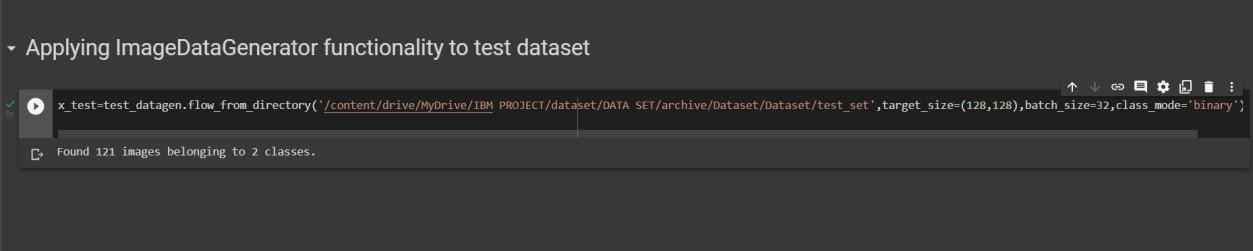 Applying ImageDataGenerator functionality to test dataset
x_test=test_datagen.flow_from_directory('/content/drive/MyDrive/IBM PROJECT/dataset/DATA SET/archive/Dataset/Dataset/test_set',target_size=(128,128),batch_size=32,class_mode='binary')
0s
Found 121 images belonging to 2 classes.